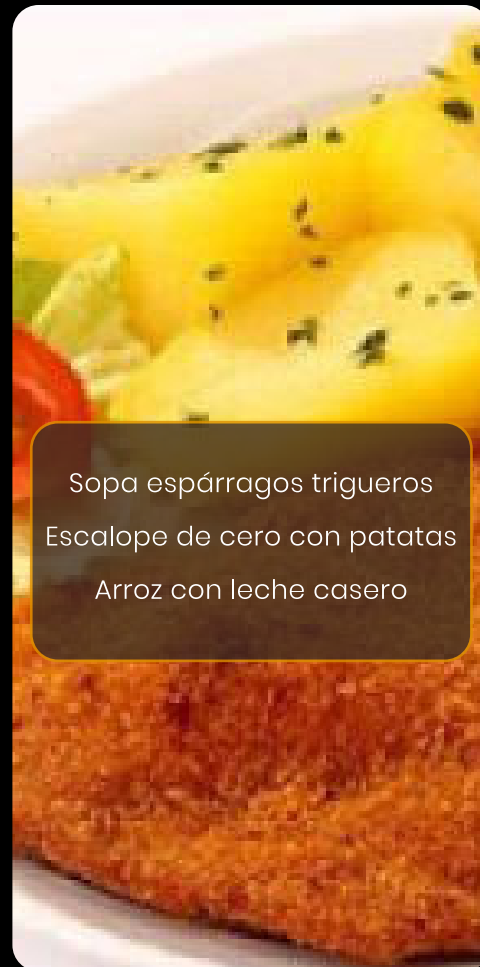 Sopa espárragos trigueros
Escalope de cero con patatas
Arroz con leche casero